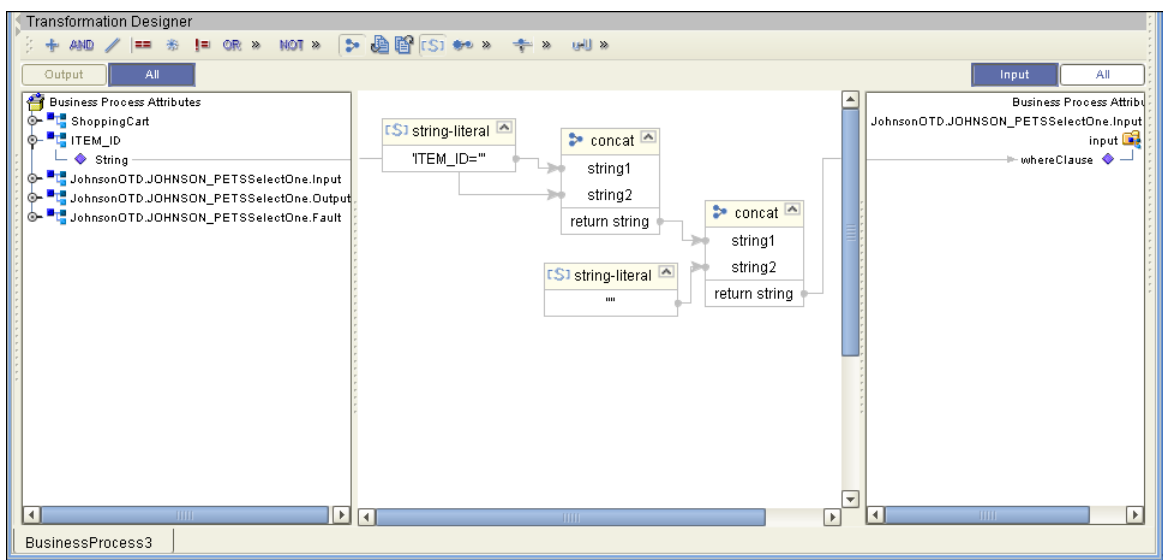 Transformation Designer
AND == != OR » NOT » [S] » » »
Output All Input All
Business Process Attributes
ShoppingCart
ITEM_ID
String
JohnsonOTD.JOHNSON_PETSSelectOne.Input
JohnsonOTD.JOHNSON_PETSSelectOne.Output
JohnsonOTD.JOHNSON_PETSSelectOne.Fault
[S] string-literal
'ITEM_ID='"
concat
string1
string2
return string
concat
string1
string2
return string
[S] string-literal
""
Business Process Attribu
JohnsonOTD.JOHNSON_PETSSelectOne.Input
input
whereClause
BusinessProcess3